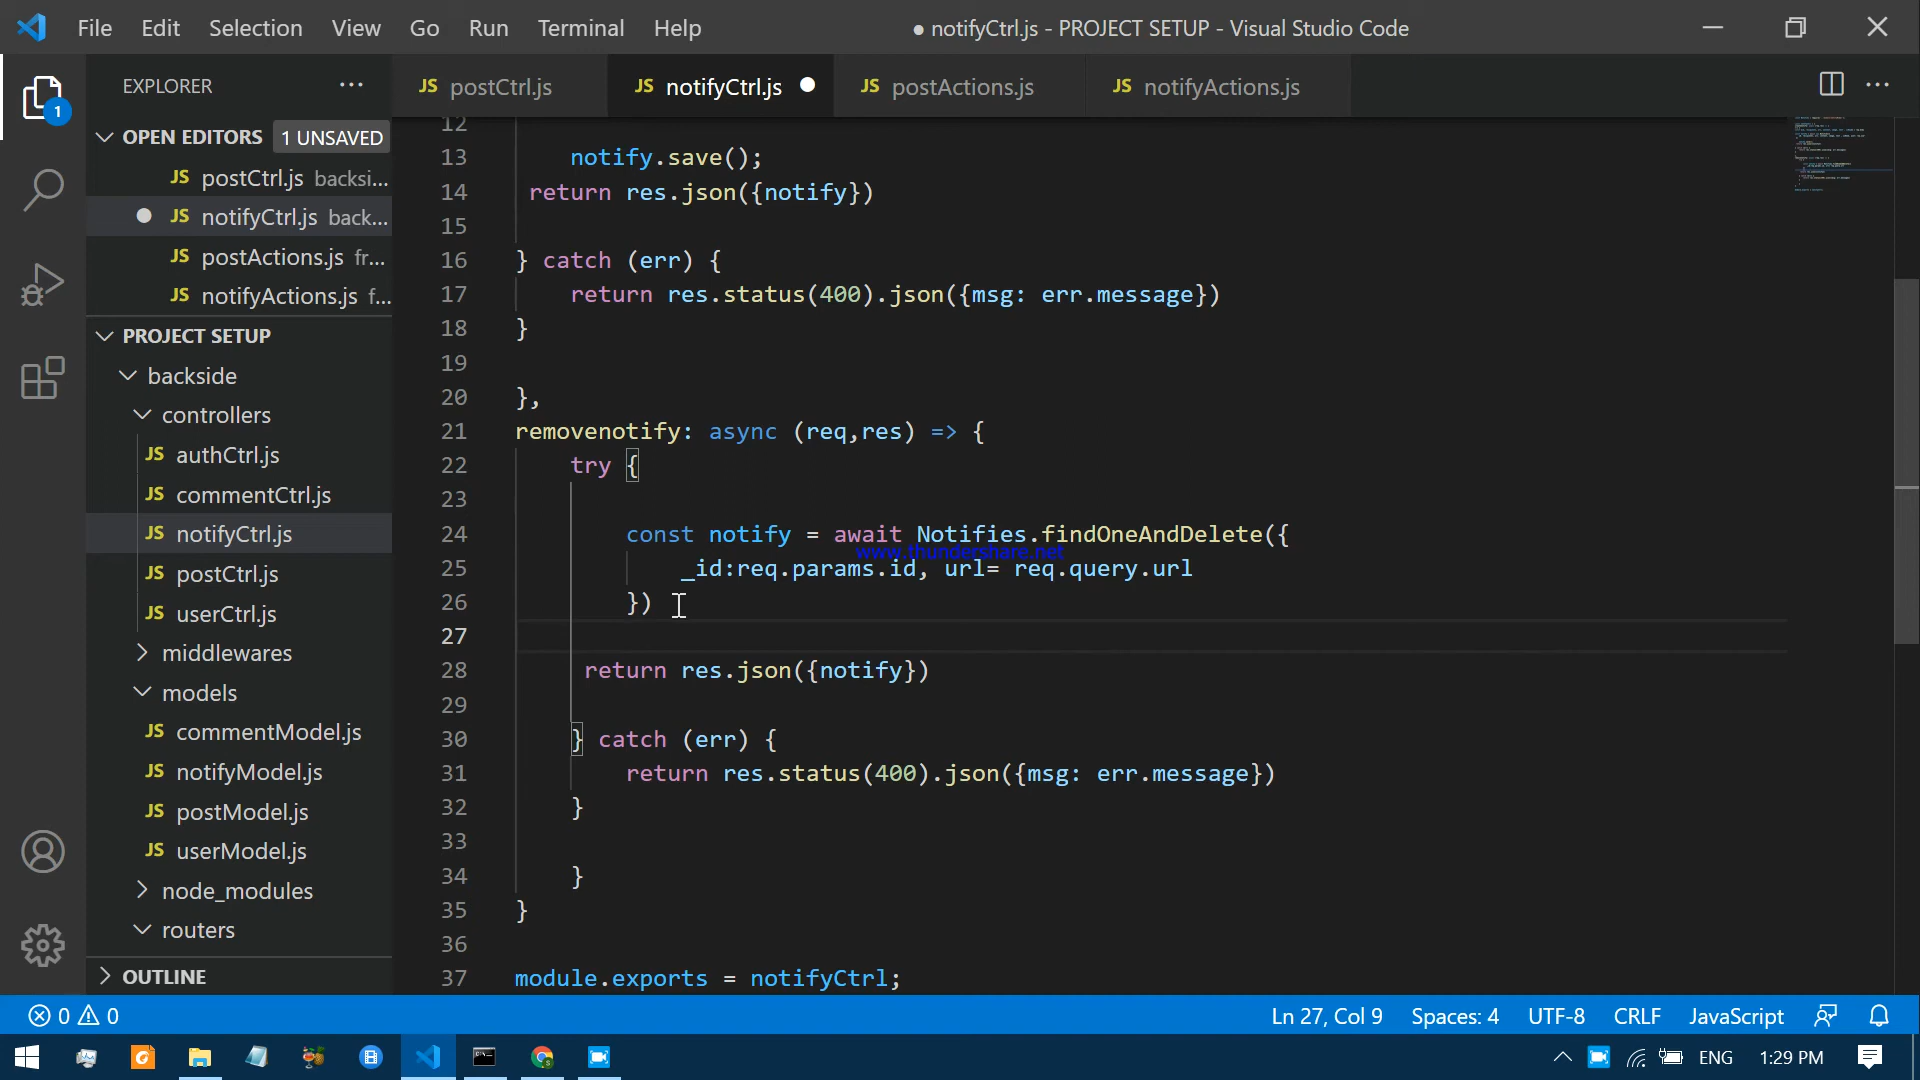 File Edit Selection View Go Run Terminal Help
● notifyCtrl.js - PROJECT SETUP - Visual Studio Code
EXPLORER ···
JS postCtrl.js JS notifyCtrl.js ● JS postActions.js JS notifyActions.js ···
1
OPEN EDITORS 1 UNSAVED
JS postCtrl.js backsi...
● JS notifyCtrl.js back...
JS postActions.js fr...
JS notifyActions.js f...
PROJECT SETUP
backside
controllers
JS authCtrl.js
JS commentCtrl.js
JS notifyCtrl.js
JS postCtrl.js
JS userCtrl.js
middlewares
models
JS commentModel.js
JS notifyModel.js
JS postModel.js
JS userModel.js
node_modules
routers
OUTLINE
12
13 notify.save();
14 return res.json({notify})
15
16 } catch (err) {
17 return res.status(400).json({msg: err.message})
18 }
19
20 },
21 removenotify: async (req,res) => {
22 try {
23
24 const notify = await Notifies.findOneAndDelete({
www.thundershare.net
25 _id:req.params.id, url= req.query.url
26 })
27
28 return res.json({notify})
29
30 } catch (err) {
31 return res.status(400).json({msg: err.message})
32 }
33
34 }
35 }
36
37 module.exports = notifyCtrl;
0 0 Ln 27, Col 9 Spaces: 4 UTF-8 CRLF JavaScript
ENG 1:29 PM